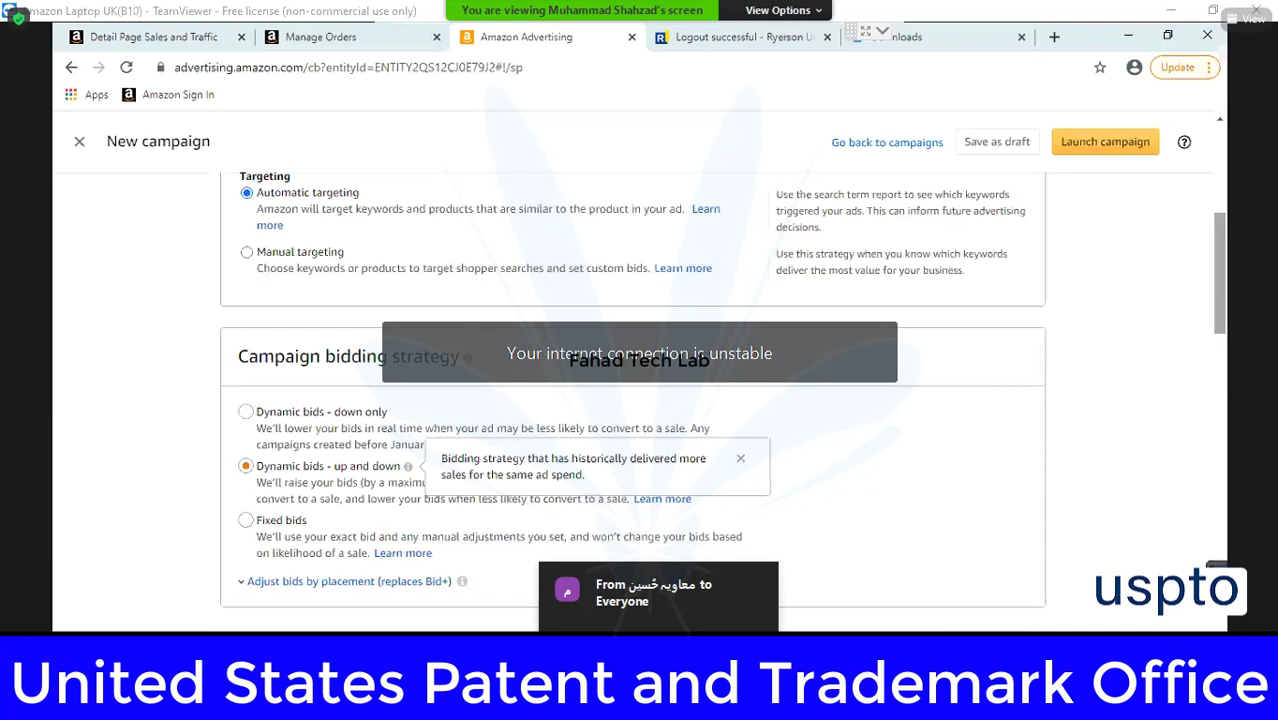 Amazon Laptop UK(B10) - TeamViewer - Free license (non-commercial use only)
You are viewing Muhammad Shahzad's screen
View Options
View
Detail Page Sales and Traffic
Manage Orders
Amazon Advertising
Logout successful - Ryerson U
nloads
advertising.amazon.com/cb?entityId=ENTITY2QS12CJ0E79J2#!/sp
Update
Apps
Amazon Sign In
New campaign
Go back to campaigns
Save as draft
Launch campaign
Targeting
Automatic targeting
Amazon will target keywords and products that are similar to the product in your ad. Learn
more
Use the search term report to see which keywords
triggered your ads. This can inform future advertising
decisions.
Manual targeting
Choose keywords or products to target shopper searches and set custom bids. Learn more
Use this strategy when you know which keywords
deliver the most value for your business.
Campaign bidding strategy
Your internet connection is unstable
Fahad Tech Lab
Dynamic bids - down only
We'll lower your bids in real time when your ad may be less likely to convert to a sale. Any
campaigns created before Januar
Dynamic bids - up and down
We'll raise your bids (by a maximu
convert to a sale, and lower your bids when less likely to convert to a sale. Learn more
Bidding strategy that has historically delivered more
sales for the same ad spend.
Fixed bids
We'll use your exact bid and any manual adjustments you set, and won't change your bids based
on likelihood of a sale. Learn more
Adjust bids by placement (replaces Bid+)
م
From معاویہ حُسین to
Everyone
uspto
United States Patent and Trademark Office